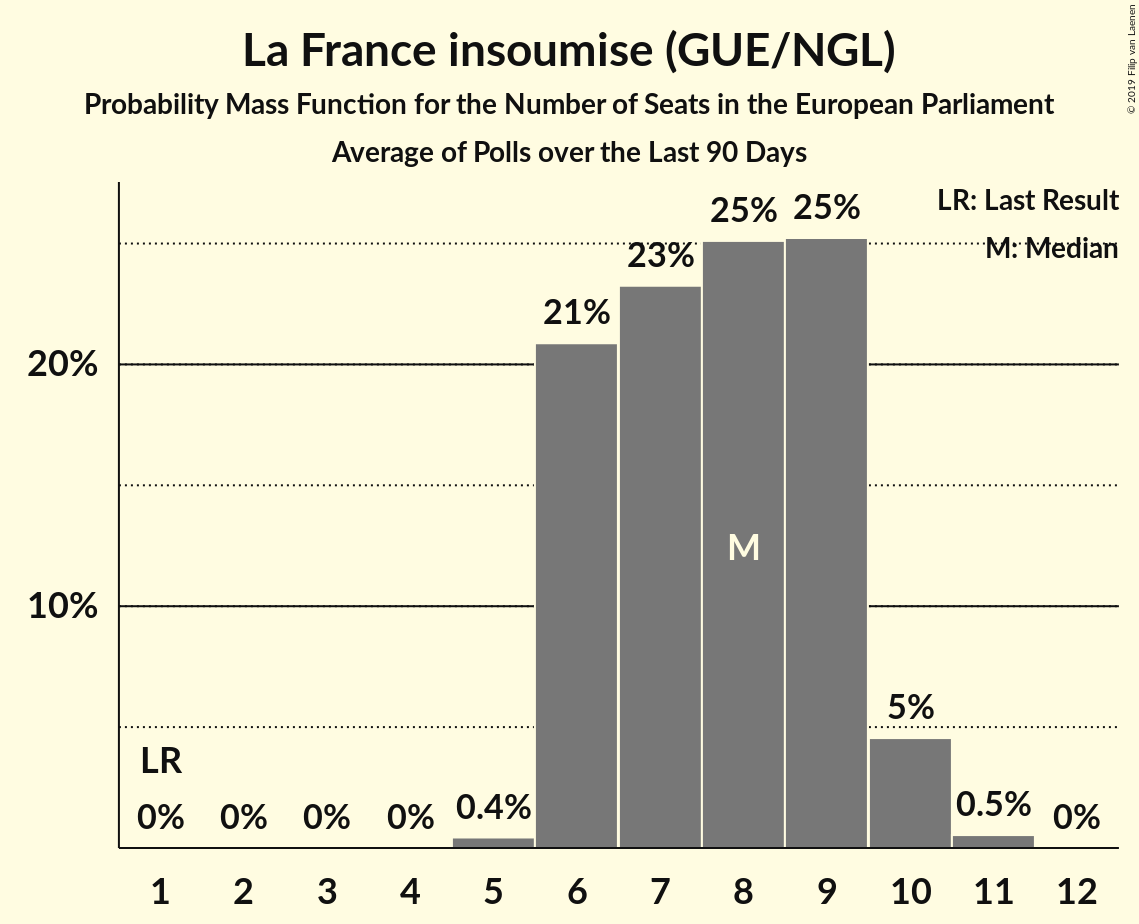 La France insoumise (GUE/NGL)
Probability Mass Function for the Number of Seats in the European Parliament
Average of Polls over the Last 90 Days
© 2019 Filip van Laenen
LR: Last Result
M: Median
25% 25%
23%
21%
20%
M
10%
5%
LR
0% 0% 0% 0% 0.4% 0.5% 0%
1 2 3 4 5 6 7 8 9 10 11 12